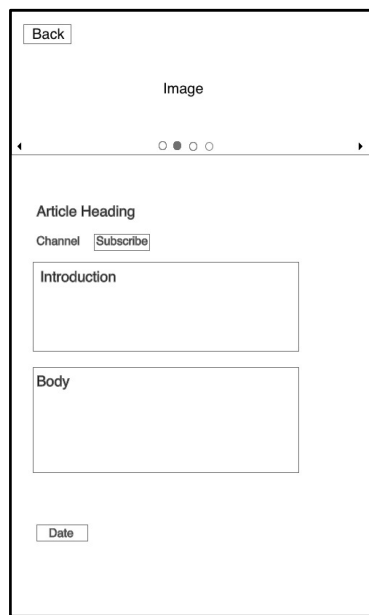 Back
Image
Article Heading
Channel Subscribe
Introduction
Body
Date